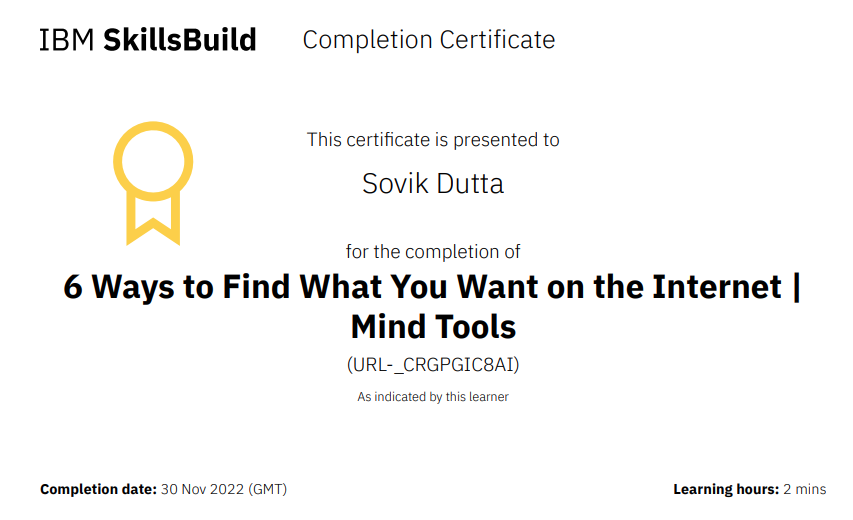 IBM SkillsBuild Completion Certificate
This certificate is presented to
Sovik Dutta
for the completion of
6 Ways to Find What You Want on the Internet |
Mind Tools
(URL-_CRGPGIC8AI)
As indicated by this learner
Completion date: 30 Nov 2022 (GMT) Learning hours: 2 mins